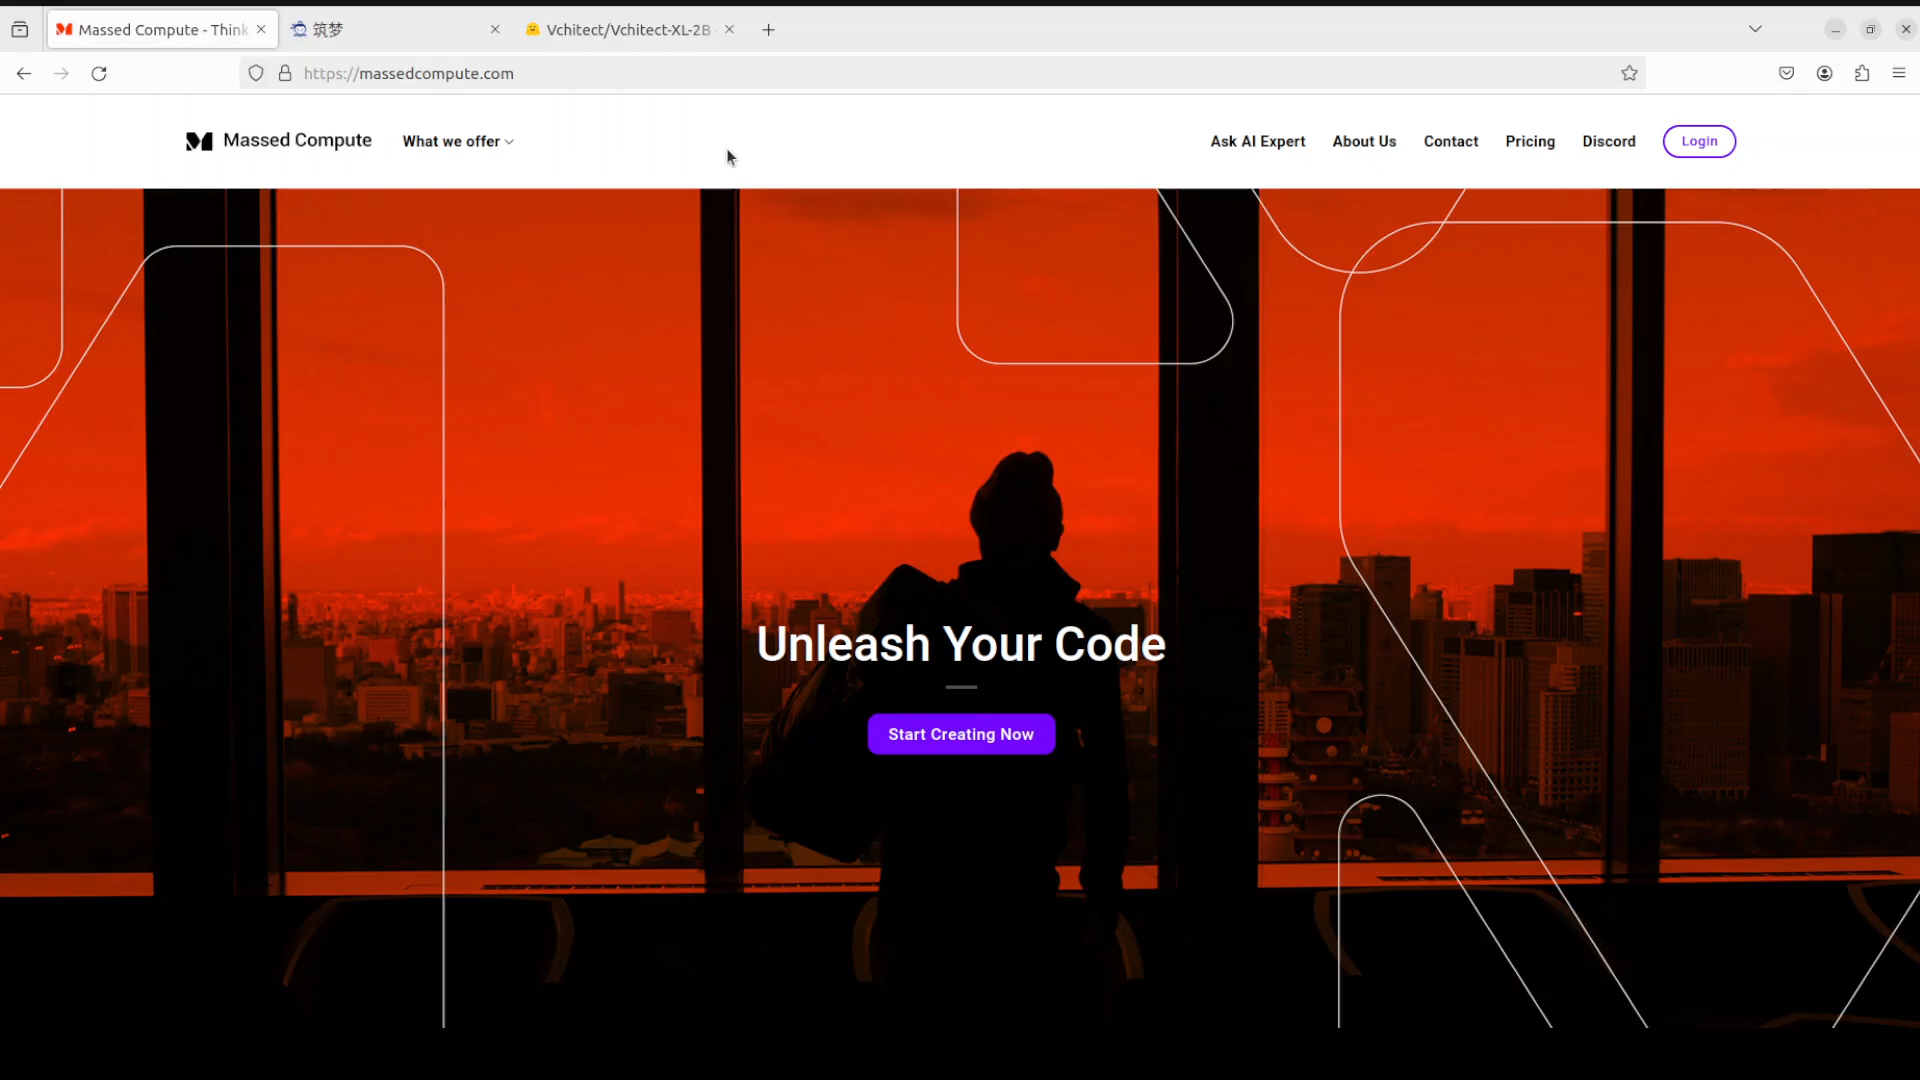 Massed Compute - Think
筑梦
Vchitect/Vchitect-XL-2B
https://massedcompute.com
Massed Compute
What we offer
Ask AI Expert
About Us
Contact
Pricing
Discord
Login
Unleash Your Code
Start Creating Now